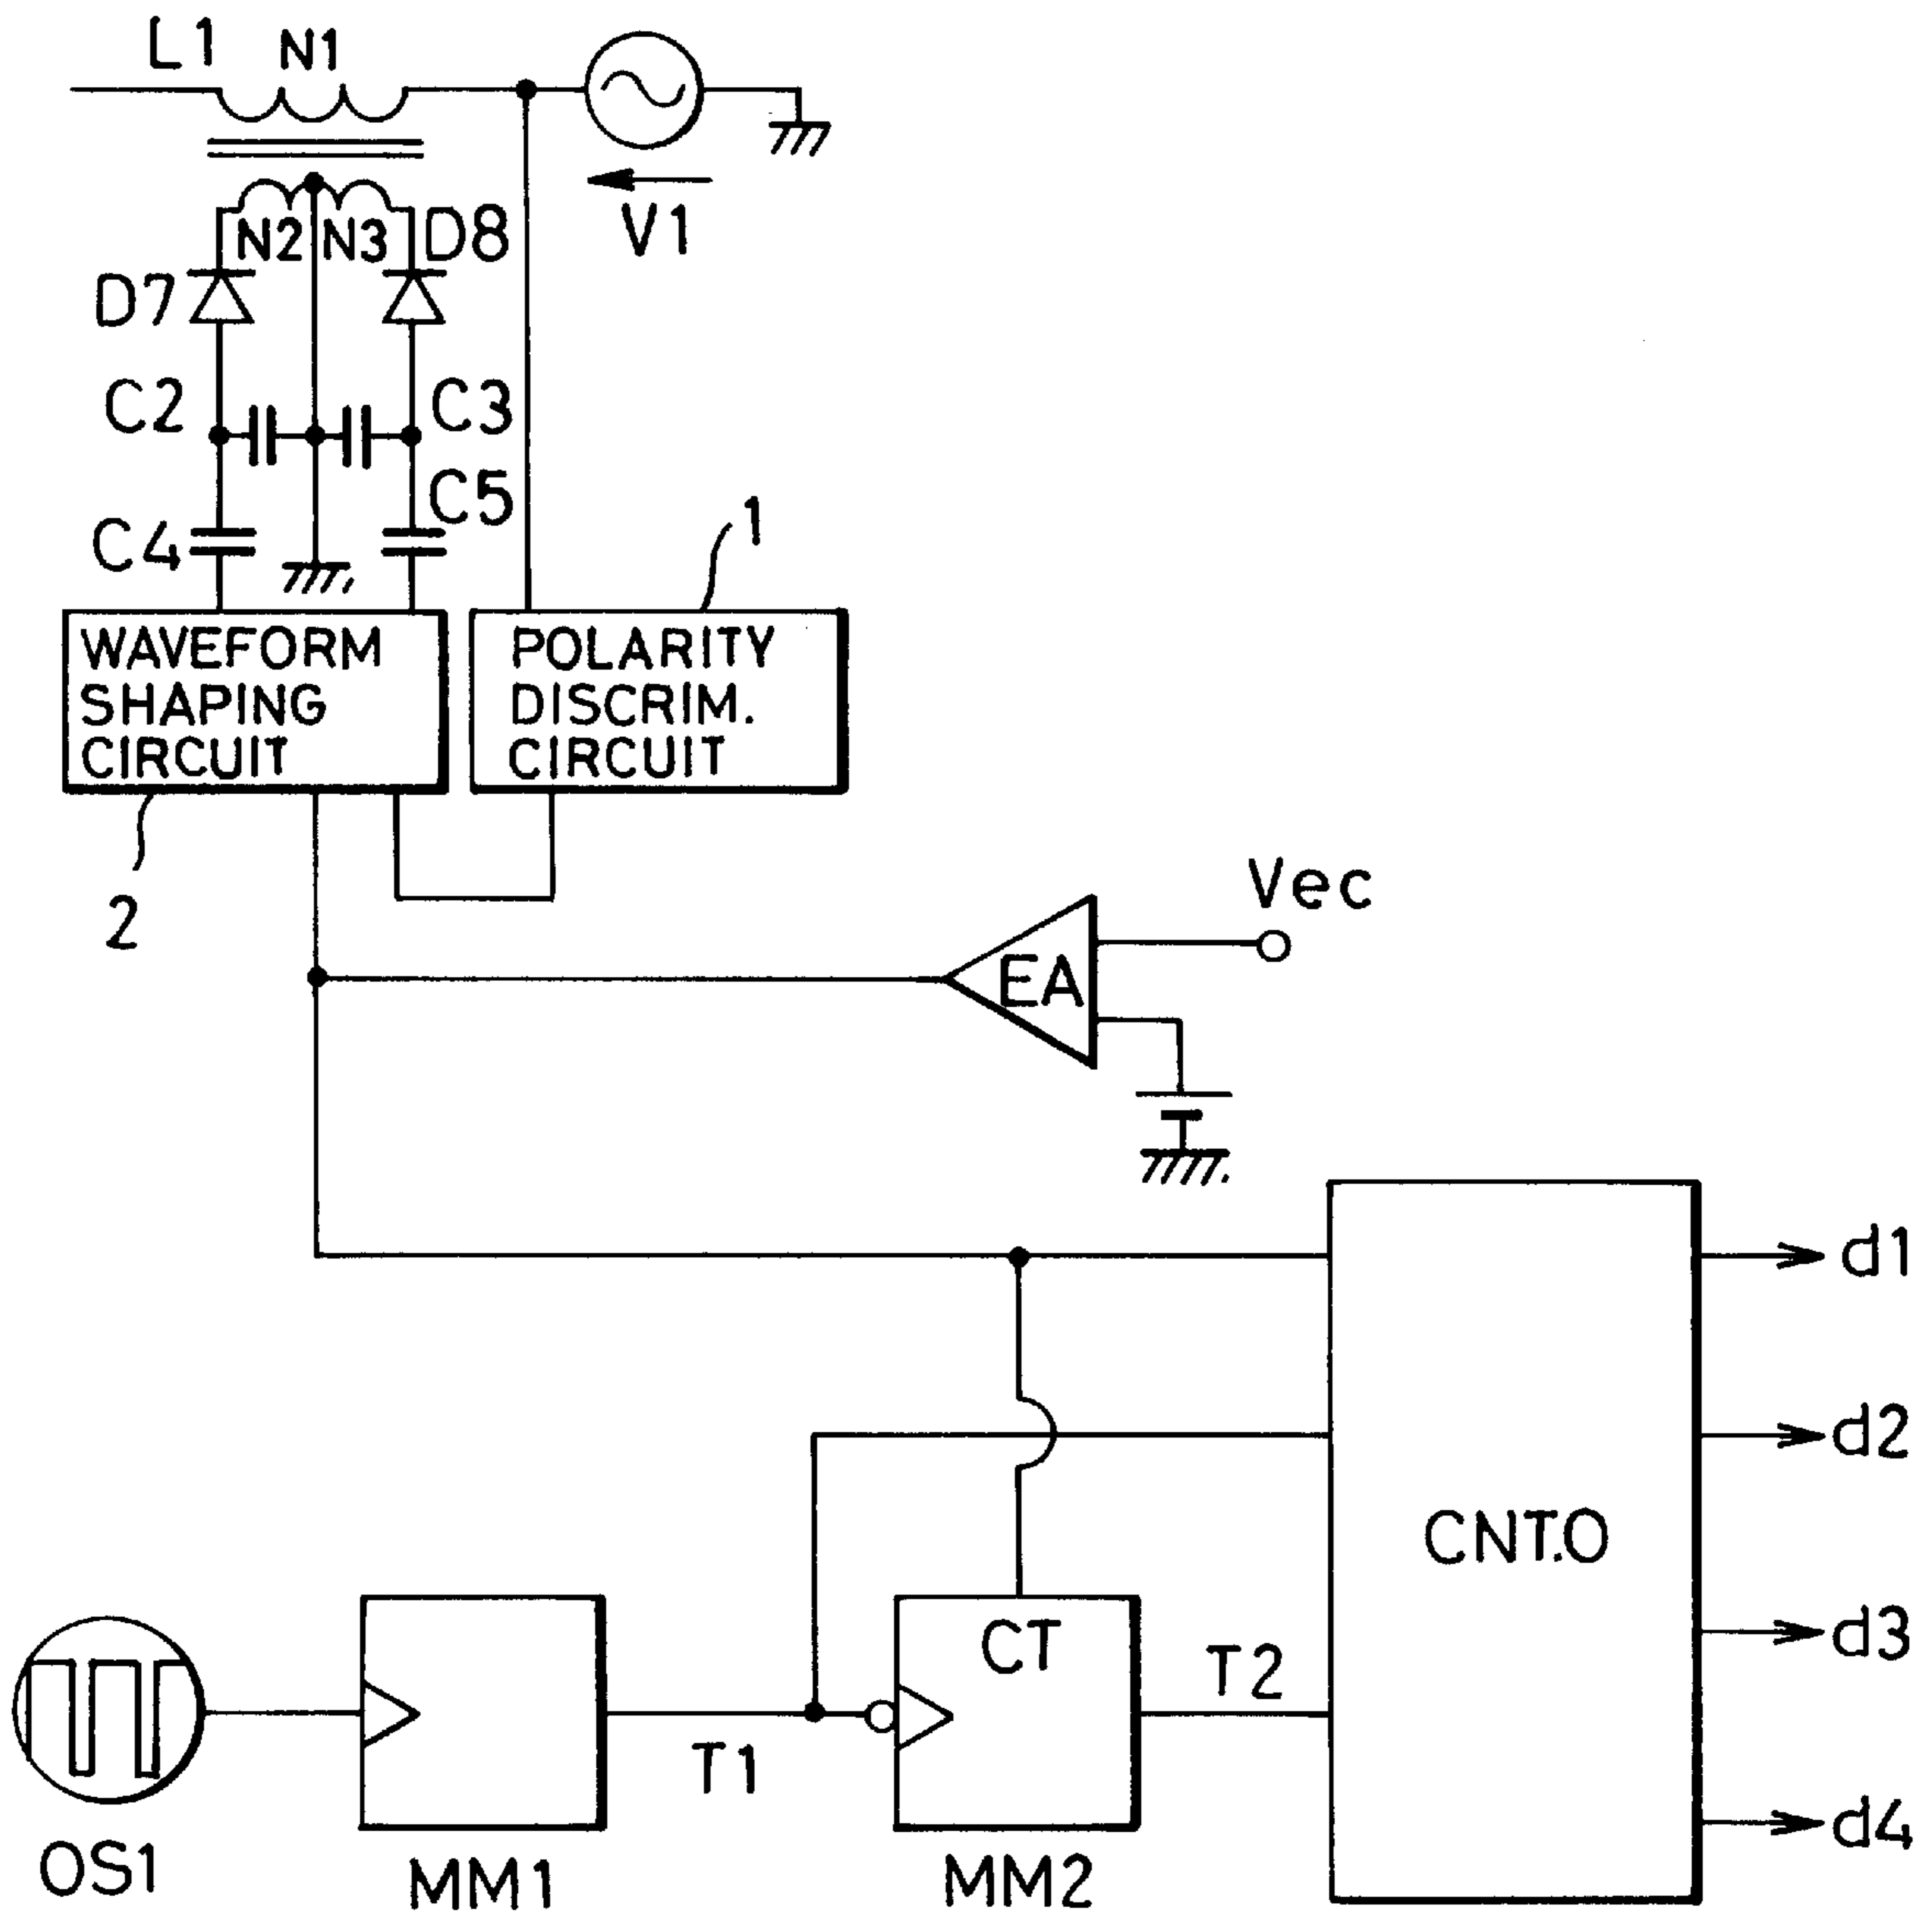 L1 N1
V1
N2 N3 D8
D7
C2 C3
C5
C4
1
WAVEFORM
SHAPING
CIRCUIT
POLARITY
DISCRIM.
CIRCUIT
2
Vec
EA
d1
d2
CNT.O
CT
T2
d3
T1
d4
OS1
MM1
MM2